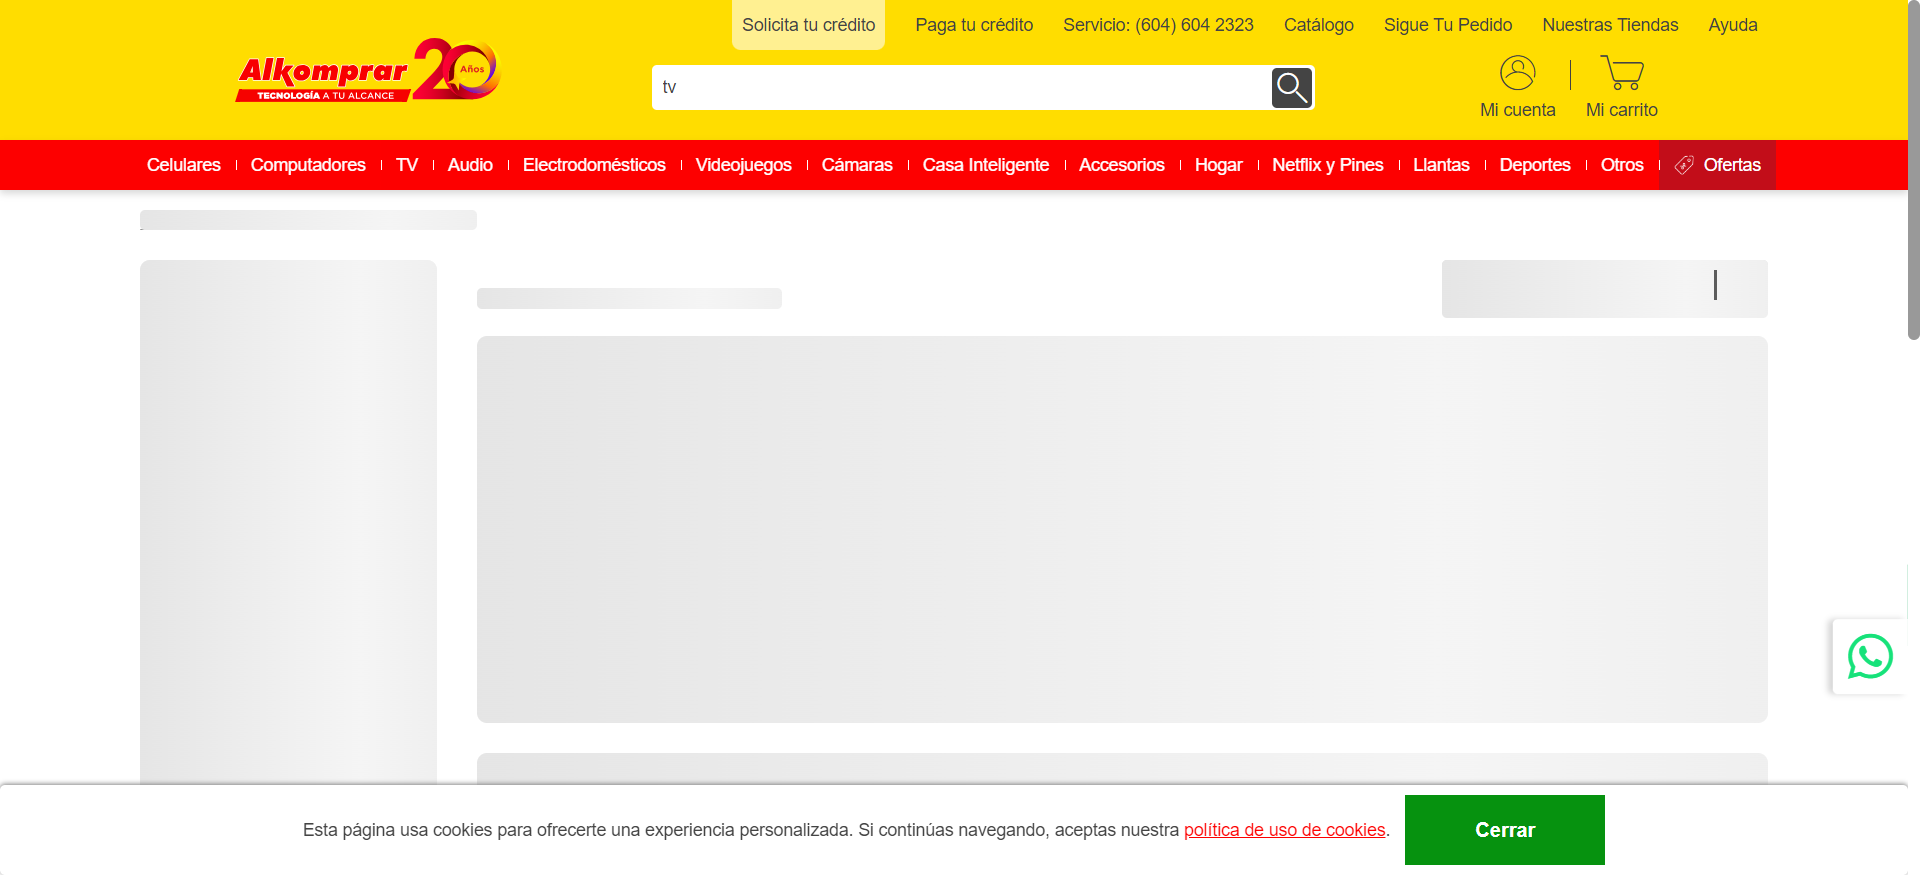 Solicita tu crédito
Paga tu crédito
Servicio: (604) 604 2323
Catálogo
Sigue Tu Pedido
Nuestras Tiendas
Ayuda
Alkomprar 20 Años
TECNOLOGÍA A TU ALCANCE
tv
Mi cuenta
Mi carrito
Celulares
Computadores
TV
Audio
Electrodomésticos
Videojuegos
Cámaras
Casa Inteligente
Accesorios
Hogar
Netflix y Pines
Llantas
Deportes
Otros
Ofertas
Esta página usa cookies para ofrecerte una experiencia personalizada. Si continúas navegando, aceptas nuestra política de uso de cookies.
Cerrar